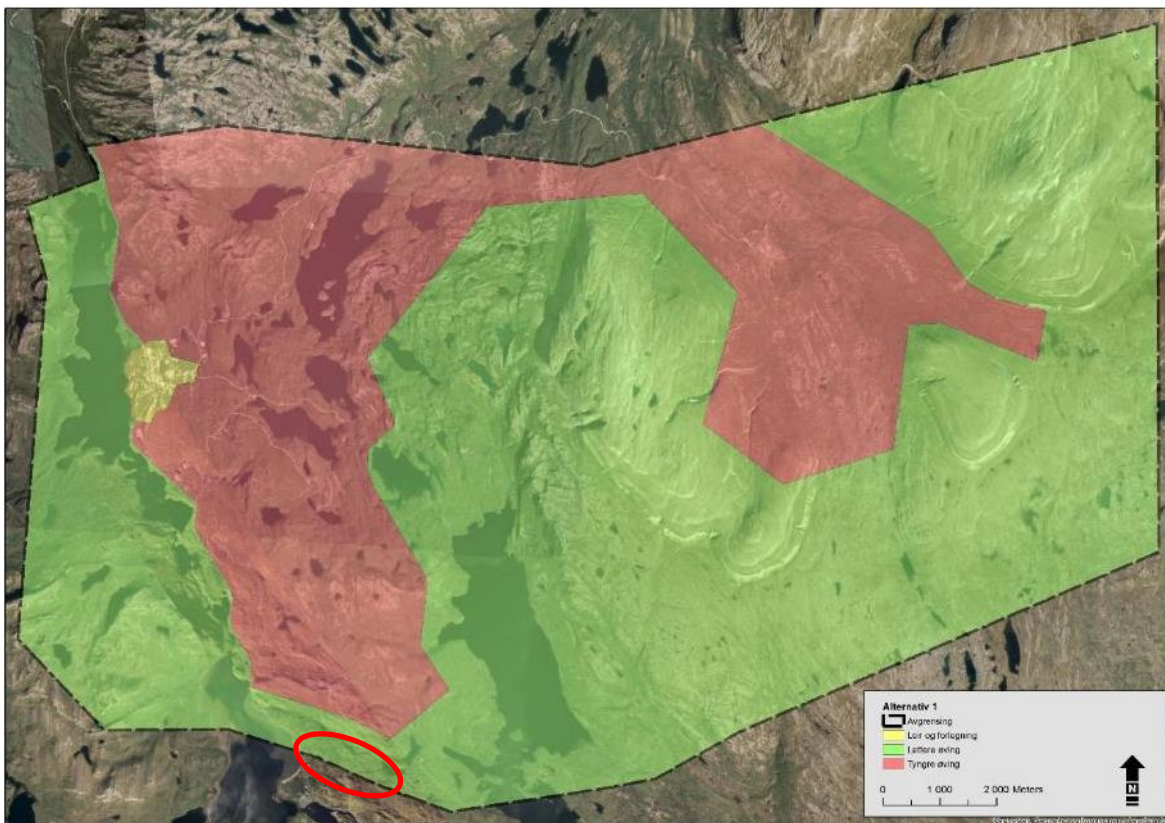 Alternativ 1
Avgrensing
Leir og forlegning
Lettere øving
Tyngre øving
0 1 000 2 000 Meters
N